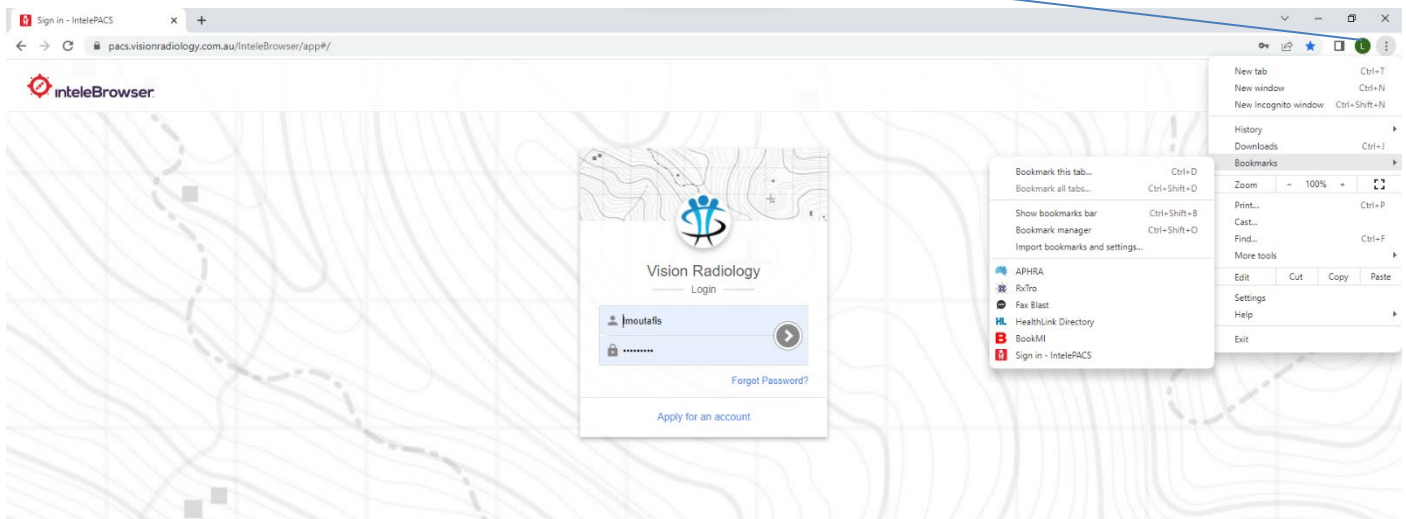 Sign in - IntelePACS
pacs.visionradiology.com.au/InteleBrowser/app#/
L
InteleBrowser
New tab Ctrl+T
New window Ctrl+N
New Incognito window Ctrl+Shift+N
History
Downloads Ctrl+J
Bookmarks
Zoom - 100% +
Print... Ctrl+P
Cast...
Find... Ctrl+F
More tools
Edit Cut Copy Paste
Settings
Help
Exit
Bookmark this tab... Ctrl+D
Bookmark all tabs... Ctrl+Shift+D
Show bookmarks bar Ctrl+Shift+B
Bookmark manager Ctrl+Shift+O
Import bookmarks and settings...
APHRA
RxTro
Fax Blast
HL HealthLink Directory
B BookMI
Sign in - IntelePACS
Vision Radiology
Login
lmoutafis
•••••••••
Forgot Password?
Apply for an account